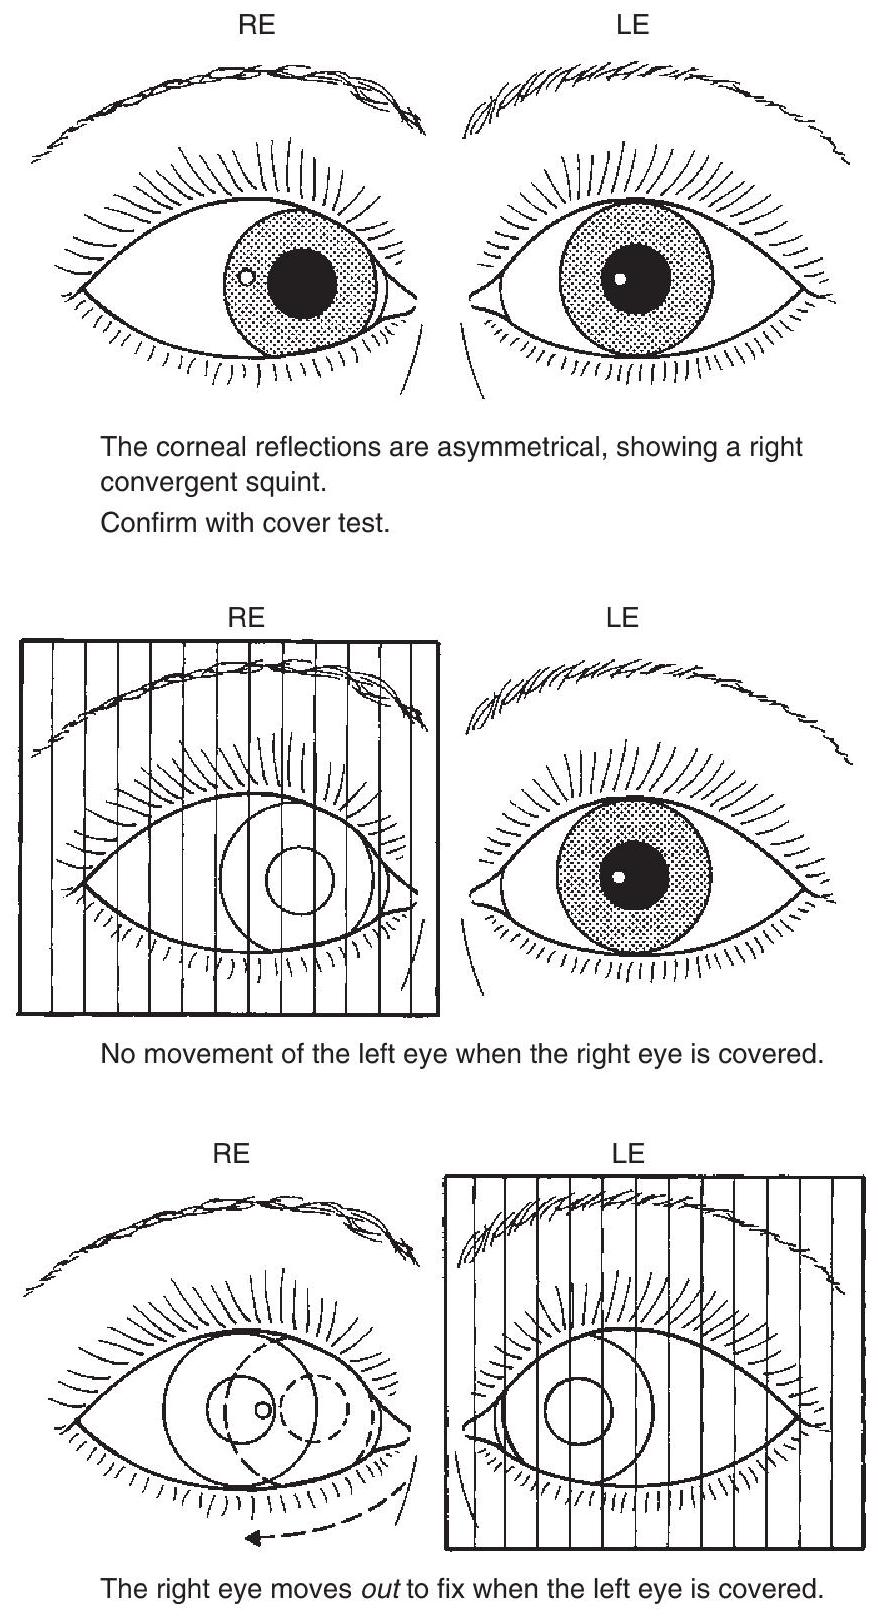 RE LE
The corneal reflections are asymmetrical, showing a right
convergent squint.
Confirm with cover test.
RE LE
No movement of the left eye when the right eye is covered.
RE LE
The right eye moves out to fix when the left eye is covered.